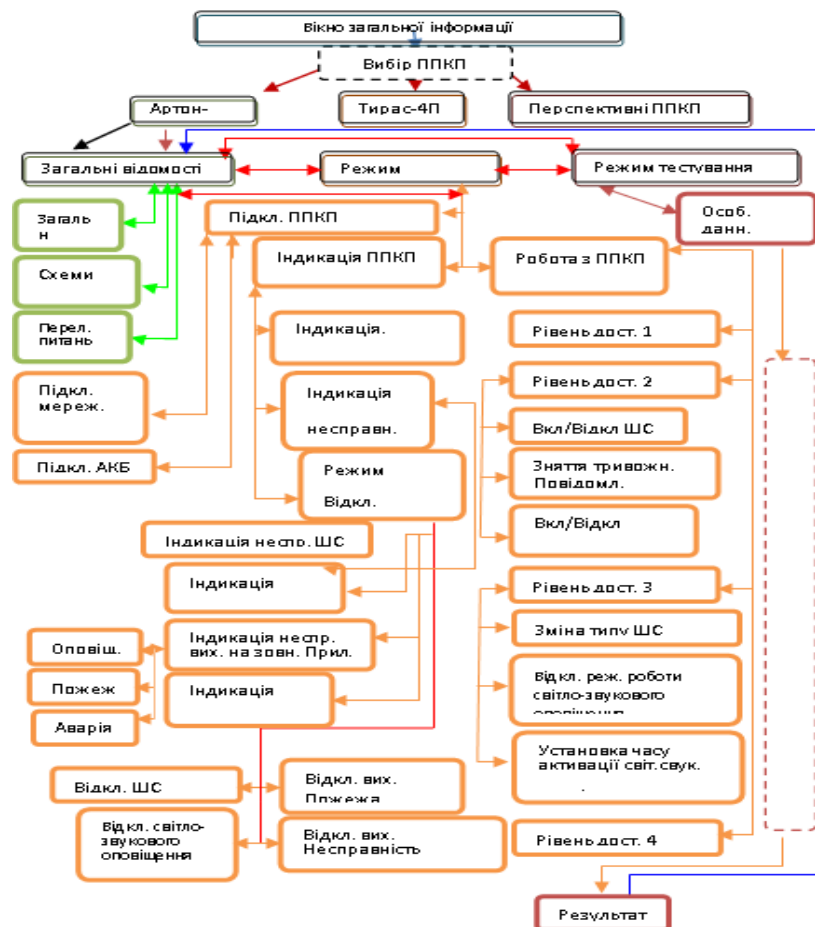 Вікно загальної інформації
Вибір ППКП
Артон-
Тирас-4П
Перспективні ППКП
Загальні відомості
Режим
Режим тестування
Загаль
н
Схеми
Перел.
питань
Підкл.
мереж.
Підкл. АКБ
Підкл. ППКП
Індикація ППКП
Робота з ППКП
Особ.
данн.
Індикація.
Індикація
несправн.
Режим
Відкл.
Рівень дост. 1
Рівень дост. 2
Вкл/Відкл ШС
Зняття тривожн.
Повідомл.
Вкл/Відкл
Індикація неспр. ШС
Індикація
Індикація неспр.
вих. на зовн. Прил.
Індикація
Оповіщ.
Пожеж
Аварія
Рівень дост. 3
Зміна типу ШС
Відкл. реж. роботи
світло-звукового
оповіщення
Установка часу
активації світ.свук.
.
Відкл. ШС
Відкл. вих.
Пожежа
Відкл. світло-
звукового
оповіщення
Відкл. вих.
Несправність
Рівень дост. 4
Результат